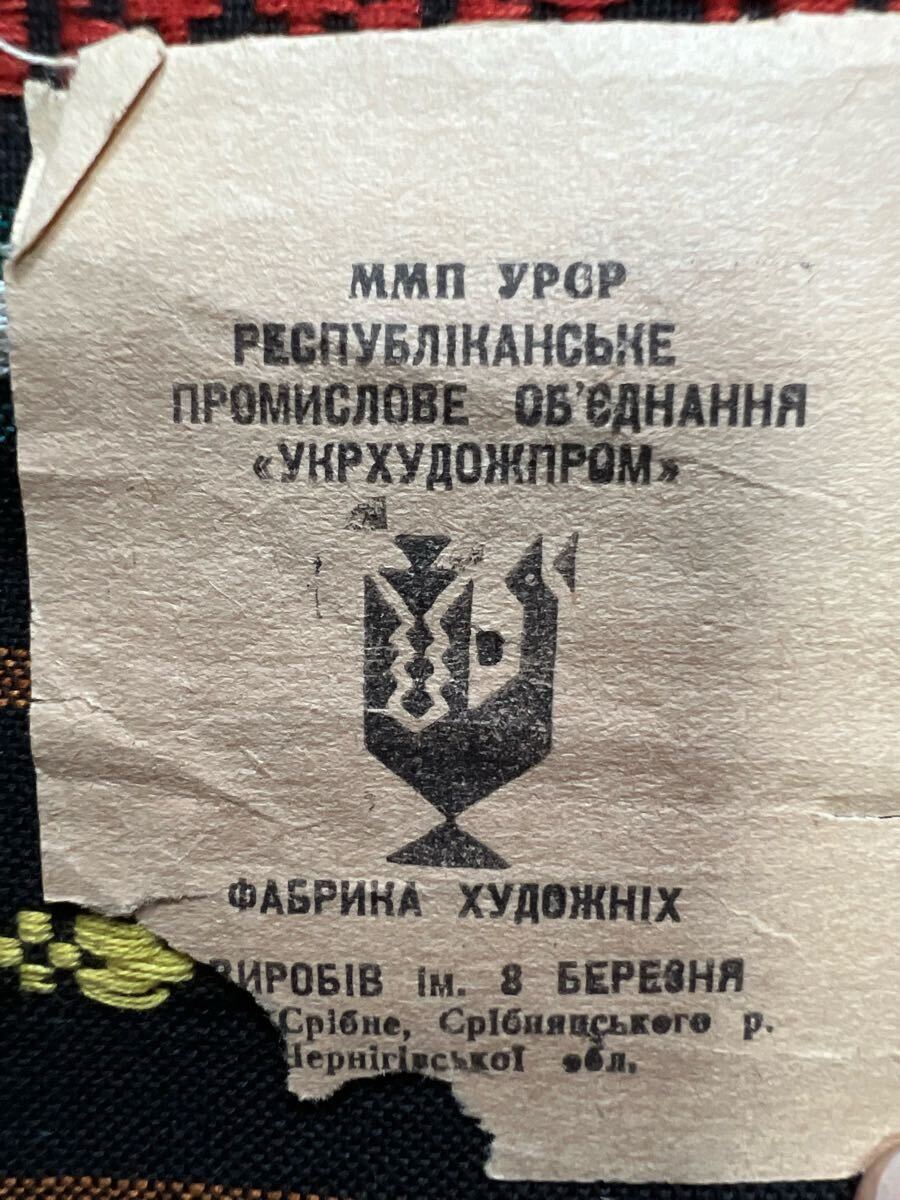 ММП УРСР
РЕСПУБЛІКАНСЬКЕ
ПРОМИСЛОВЕ ОБ'ЄДНАННЯ
«УКРХУДОЖПРОМ»
ФАБРИКА ХУДОЖНІХ
ВИРОБІВ ім. 8 БЕРЕЗНЯ
Срібне, Срібнянського р.
Чернігівської обл.